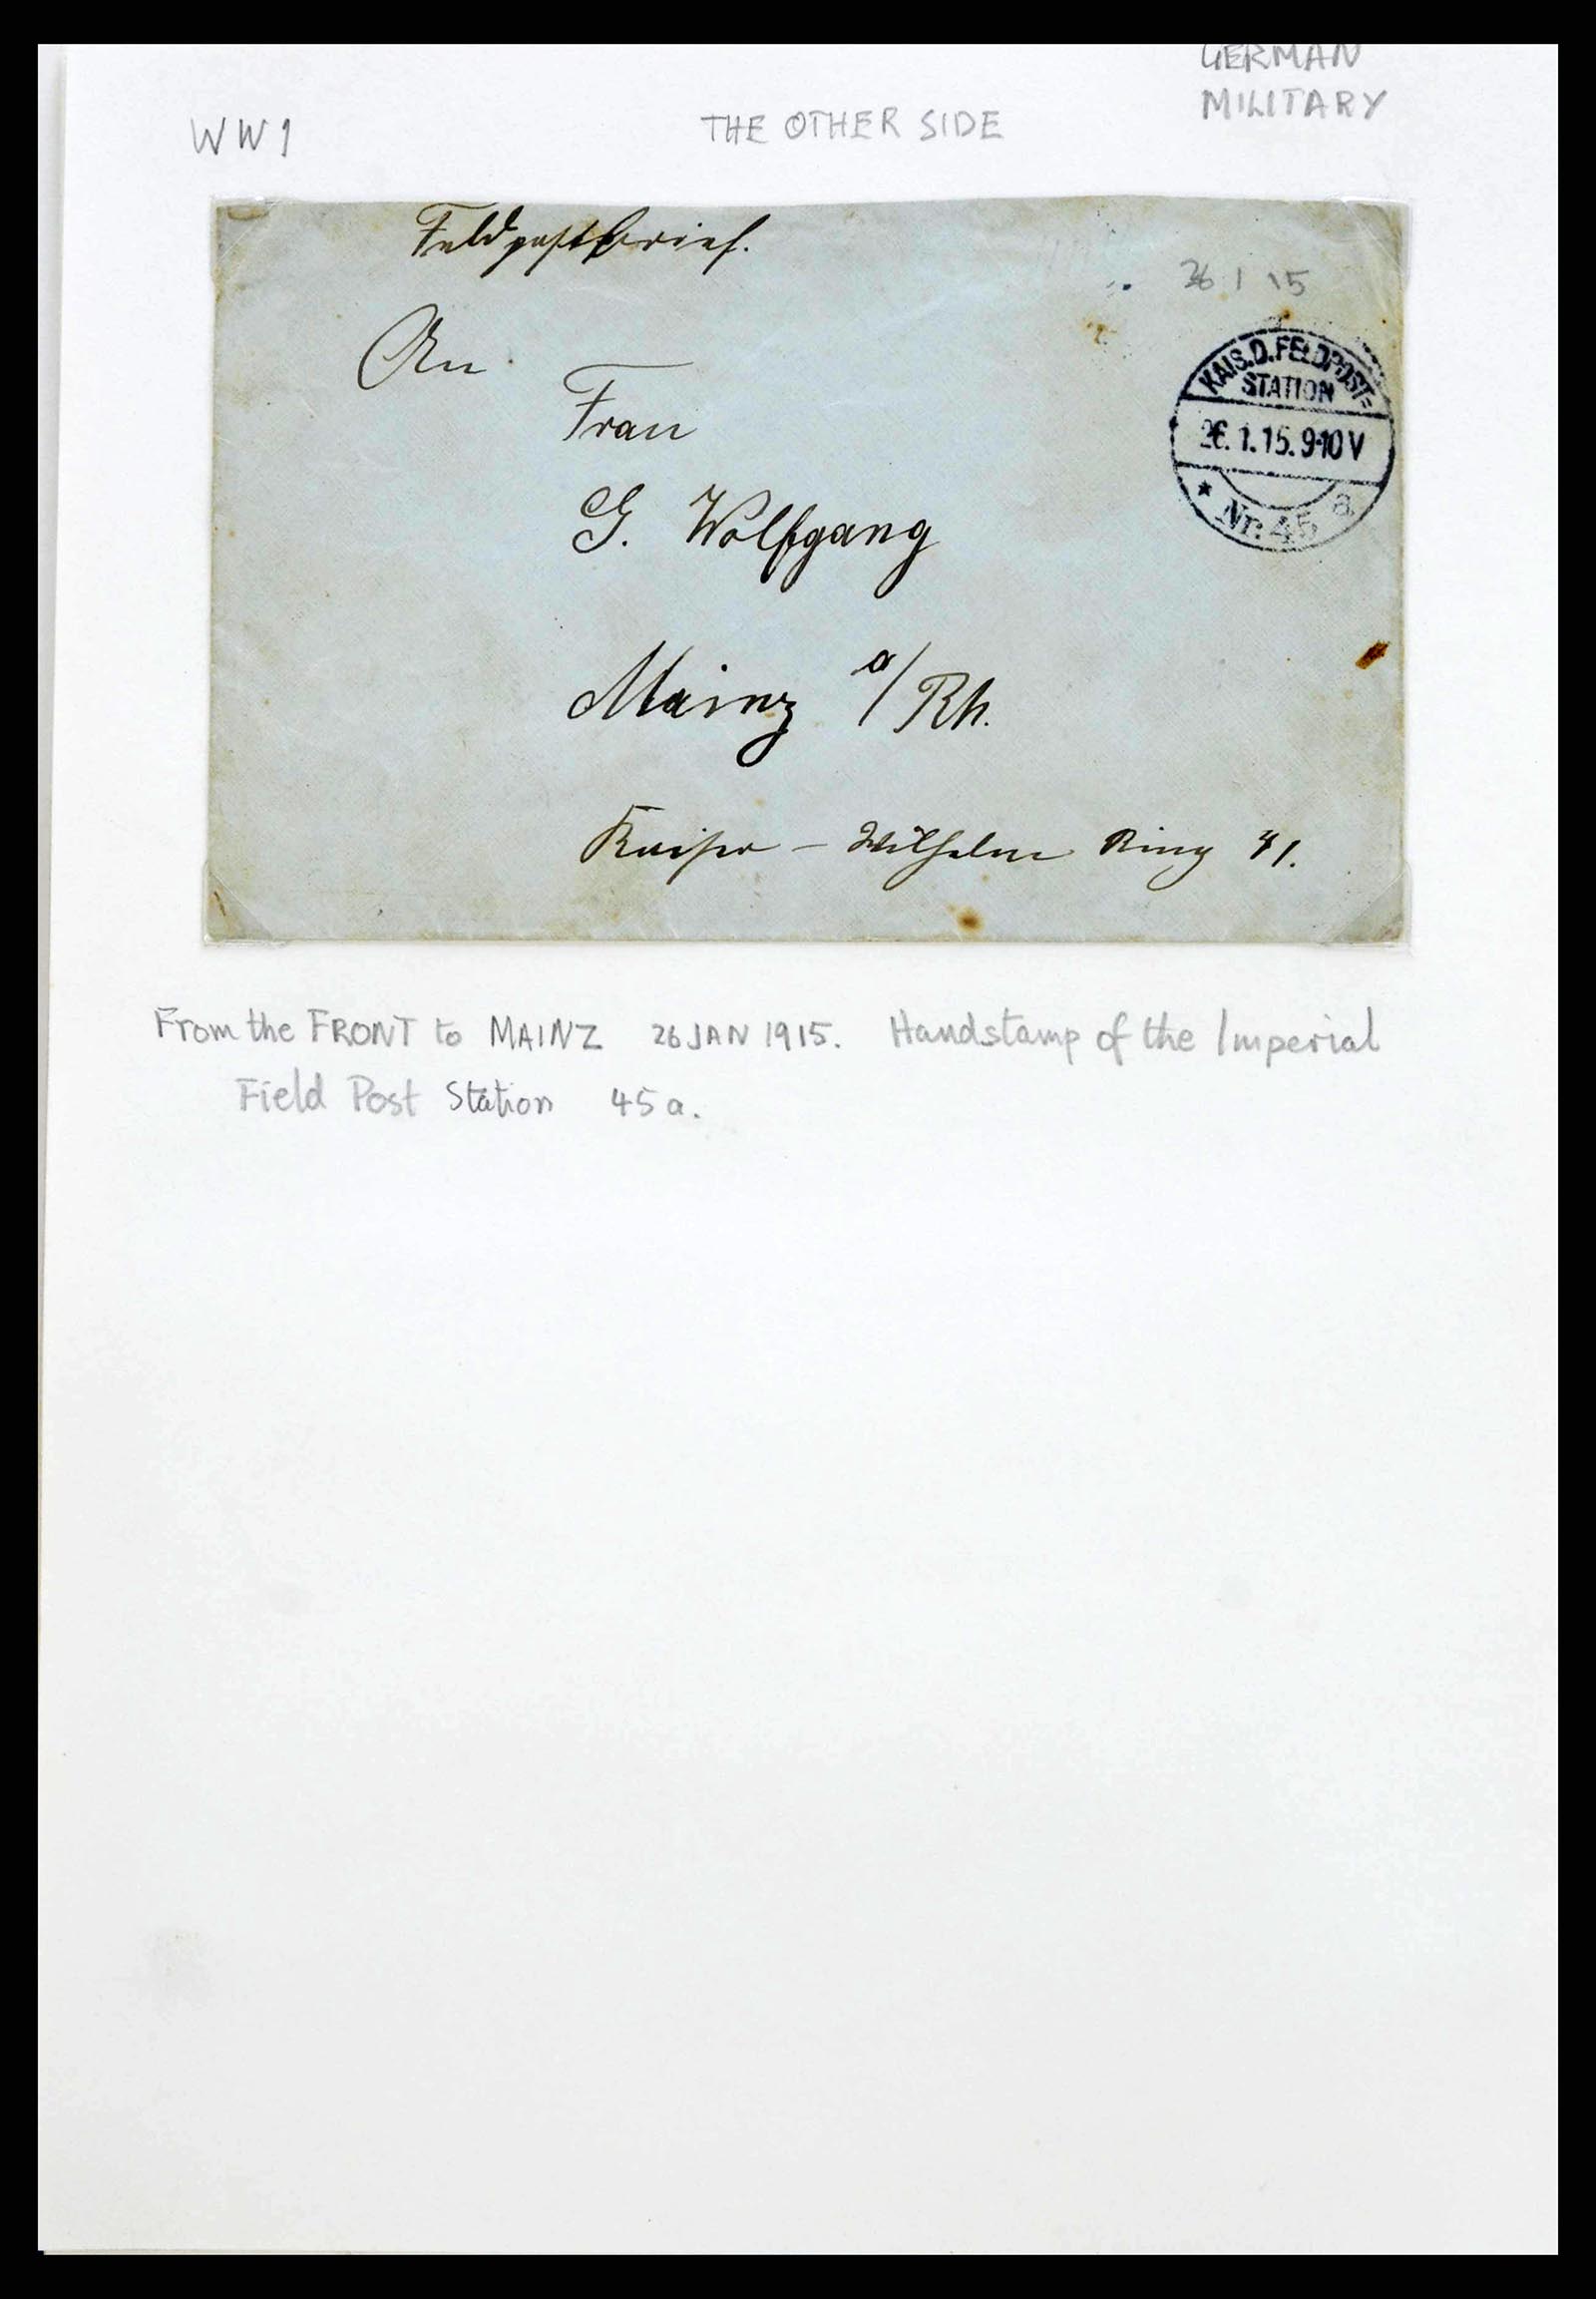 GERMAN
MILITARY
WW1
THE OTHER SIDE
Feldpostbrief.
26 1 15
An
KAIS.D.FELDPOST=
STATION
26.1.15.9-10V
* Nr. 45 a
Frau
G. Wolfgang
Mainz a/Rh.
Kaiser - Wilhelm Ring 41.
From the FRONT to MAINZ 26 JAN 1915. Handstamp of the Imperial
Field Post Station 45a.